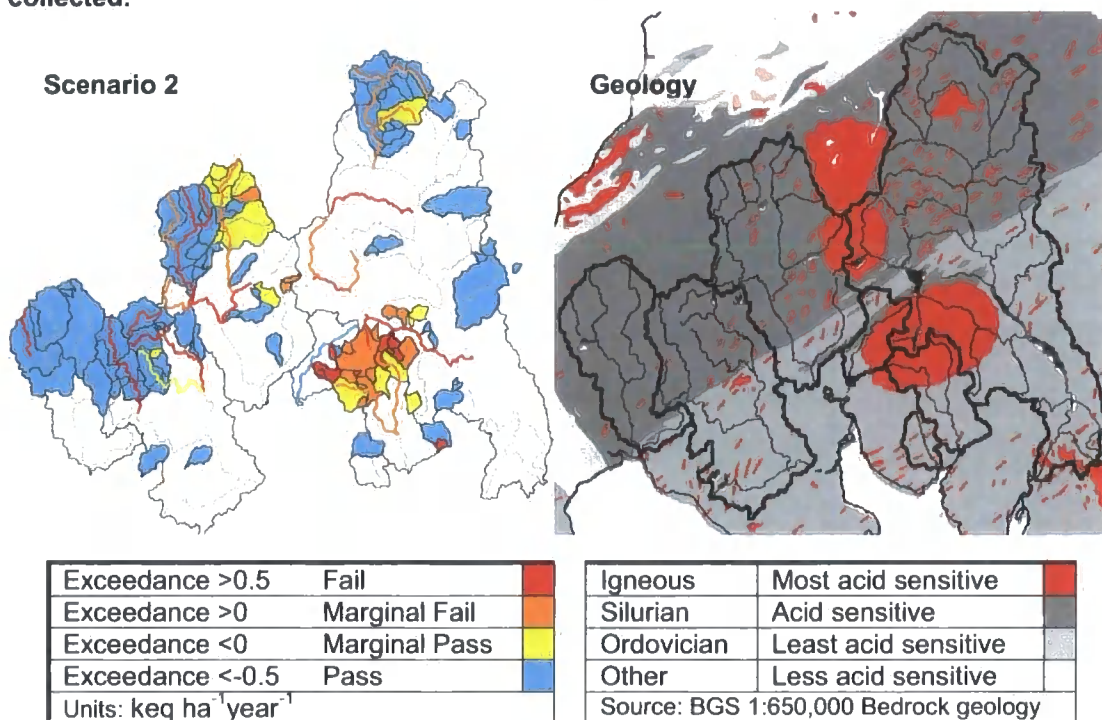 collected.
Scenario 2
Geology
Exceedance >0.5 Fail
Exceedance >0 Marginal Fail
Exceedance <0 Marginal Pass
Exceedance <-0.5 Pass
Units: keq ha⁻¹year⁻¹
Igneous Most acid sensitive
Silurian Acid sensitive
Ordovician Least acid sensitive
Other Less acid sensitive
Source: BGS 1:650,000 Bedrock geology